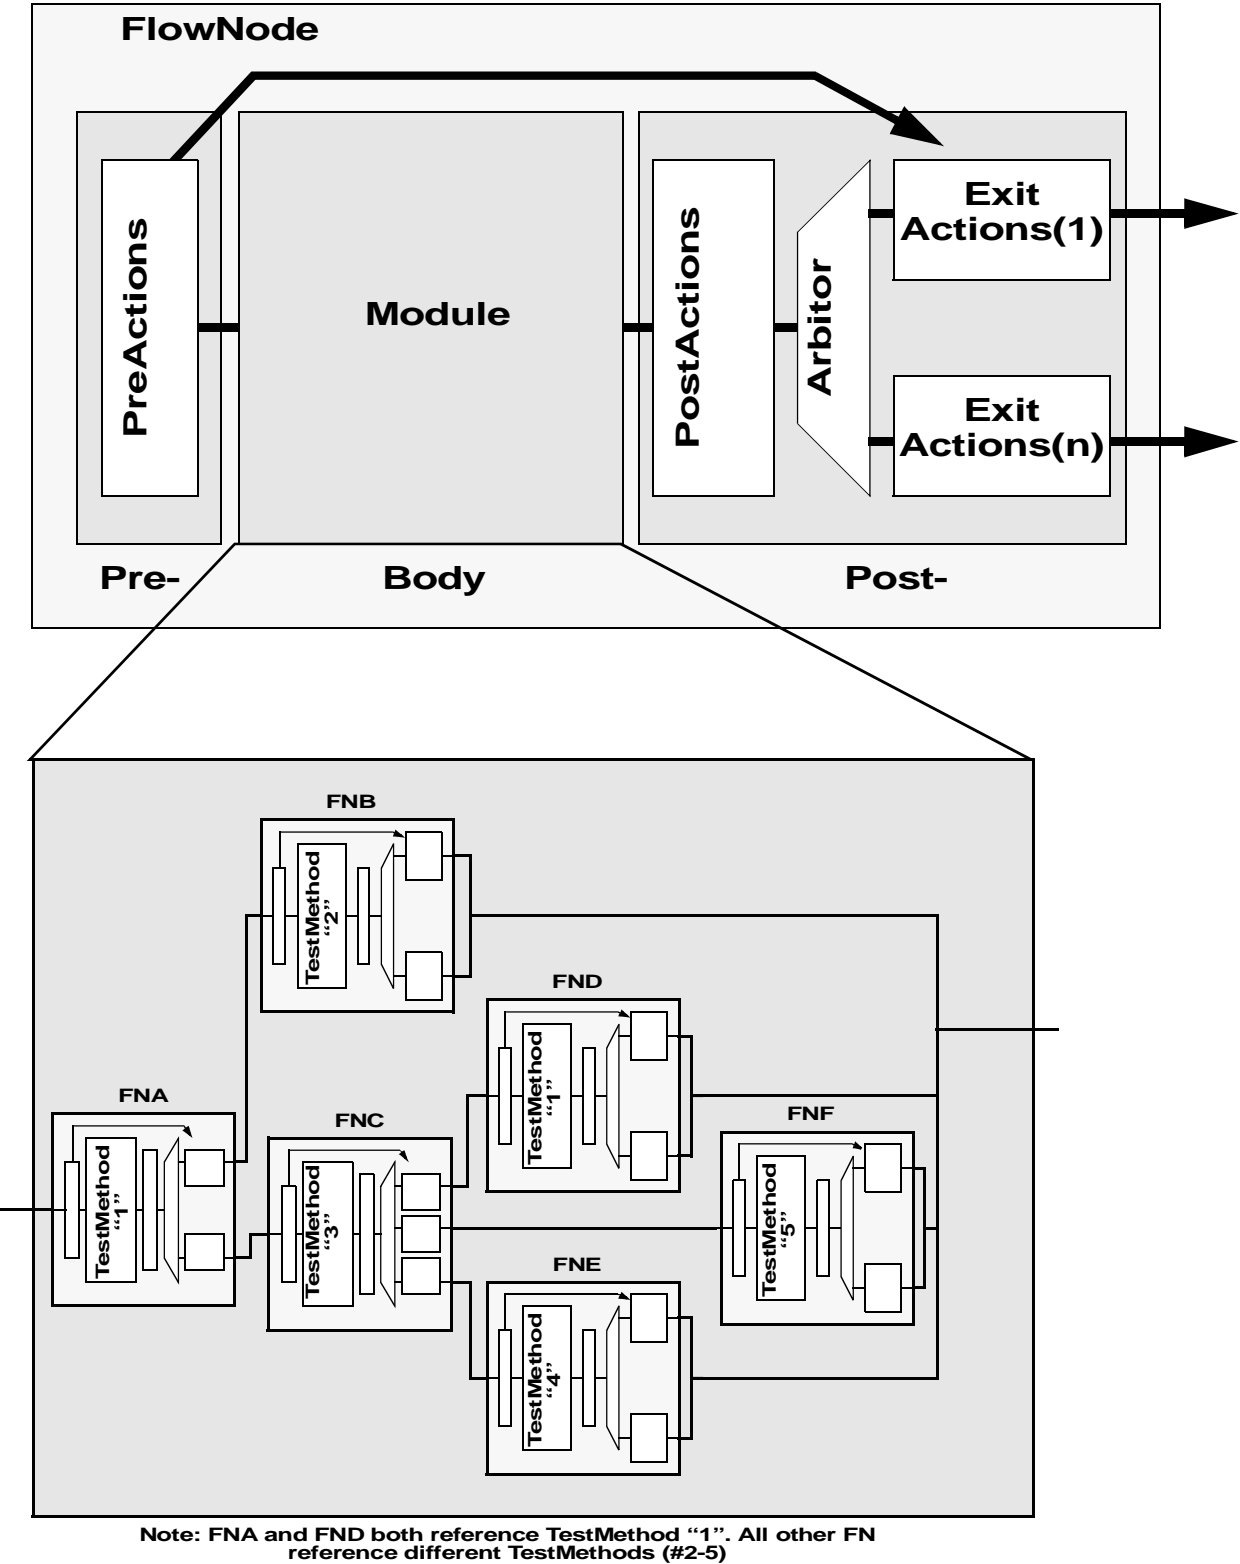 FlowNode
PreActions
Module
PostActions
Arbitor
Exit
Actions(1)
Exit
Actions(n)
Pre-
Body
Post-
FNB
TestMethod
“2”
FND
TestMethod
“1”
FNA
TestMethod
“1”
FNC
TestMethod
“3”
FNF
TestMethod
“5”
FNE
TestMethod
“4”
Note: FNA and FND both reference TestMethod “1”. All other FN
reference different TestMethods (#2-5)